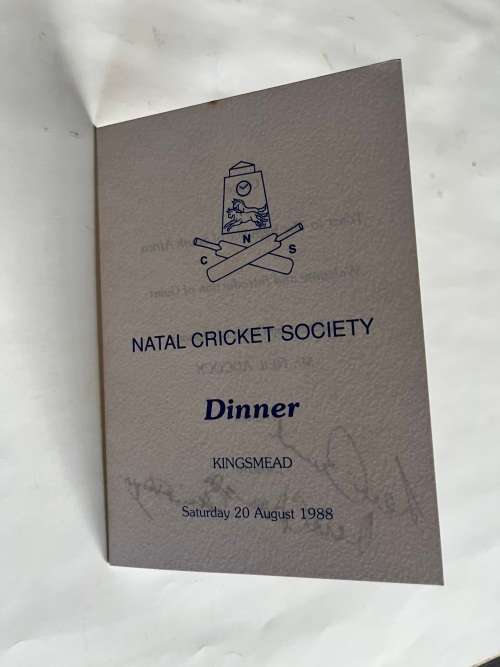 N
C S
NATAL CRICKET SOCIETY
Dinner
KINGSMEAD
Saturday 20 August 1988